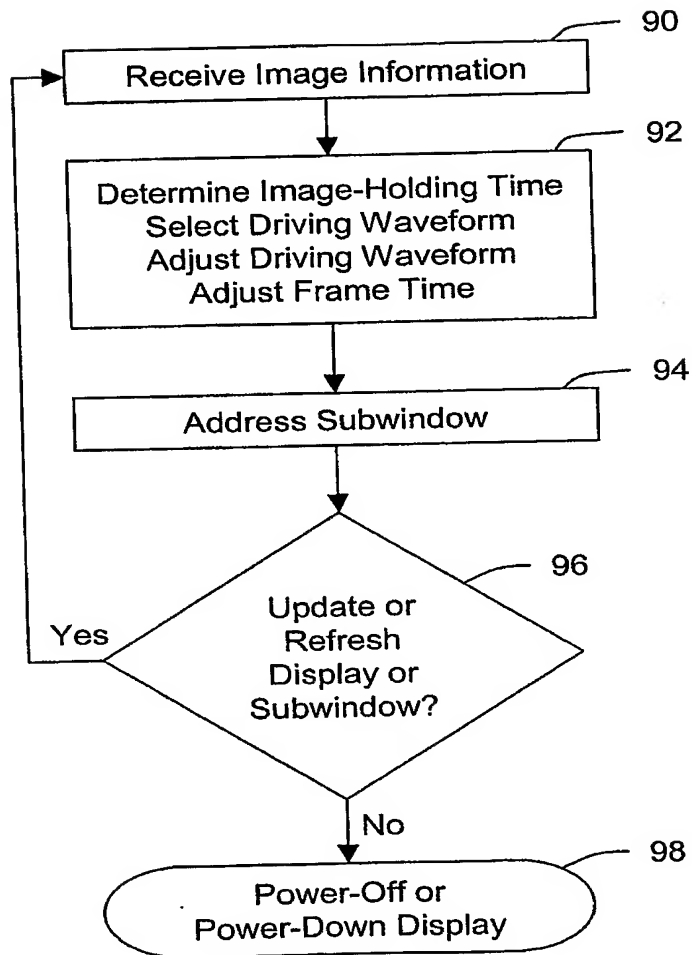 90
Receive Image Information
92
Determine Image-Holding Time
Select Driving Waveform
Adjust Driving Waveform
Adjust Frame Time
94
Address Subwindow
96
Update or
Refresh
Display or
Subwindow?
Yes
No
98
Power-Off or
Power-Down Display